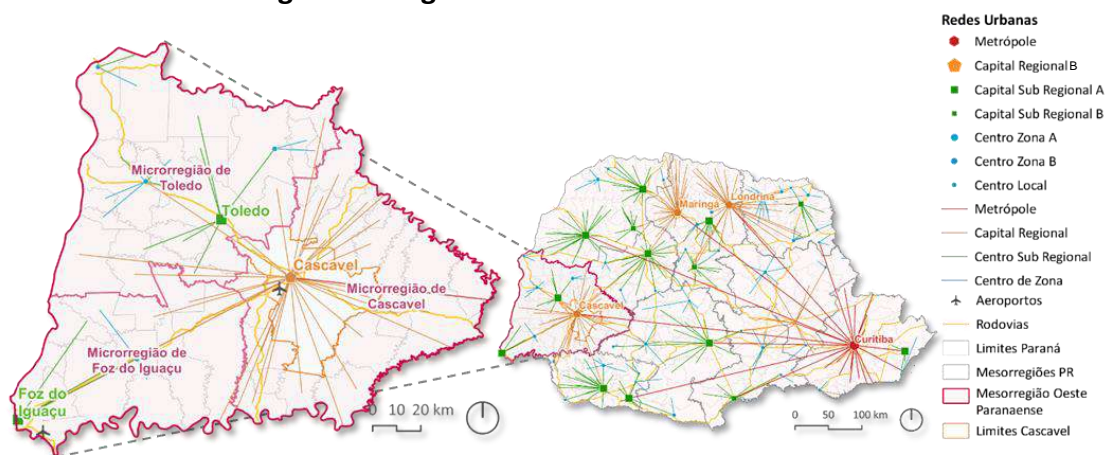 Redes Urbanas
Metrópole
Capital Regional B
Capital Sub Regional A
Capital Sub Regional B
Centro Zona A
Centro Zona B
Centro Local
Metrópole
Capital Regional
Centro Sub Regional
Centro de Zona
Aeroportos
Rodovias
Limites Paraná
Mesorregiões PR
Mesorregião Oeste
Paranaense
Limites Cascavel
Microrregião de
Toledo
Toledo
Cascavel
Microrregião de
Cascavel
Microrregião de
Foz do Iguaçu
Foz do
Iguaçu
0 10 20 km
Maringá
Londrina
Cascavel
Curitiba
0 50 100 km